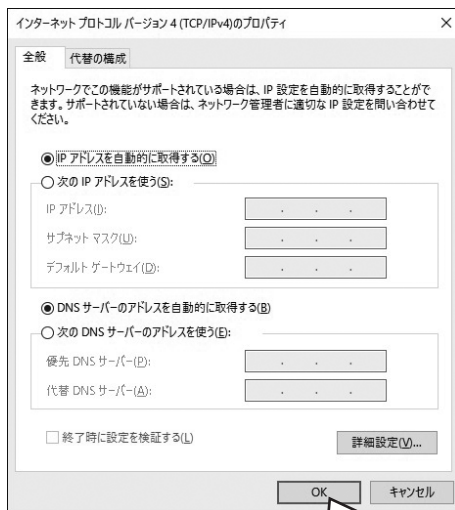 インターネット プロトコル バージョン 4 (TCP/IPv4)のプロパティ
全般 代替の構成
ネットワークでこの機能がサポートされている場合は、IP 設定を自動的に取得することがで
きます。サポートされていない場合は、ネットワーク管理者に適切な IP 設定を問い合わせて
ください。
IP アドレスを自動的に取得する(O)
次の IP アドレスを使う(S):
IP アドレス(I):
サブネット マスク(U):
デフォルト ゲートウェイ(D):
DNS サーバーのアドレスを自動的に取得する(B)
次の DNS サーバーのアドレスを使う(E):
優先 DNS サーバー(P):
代替 DNS サーバー(A):
終了時に設定を検証する(L)
詳細設定(V)...
OK キャンセル